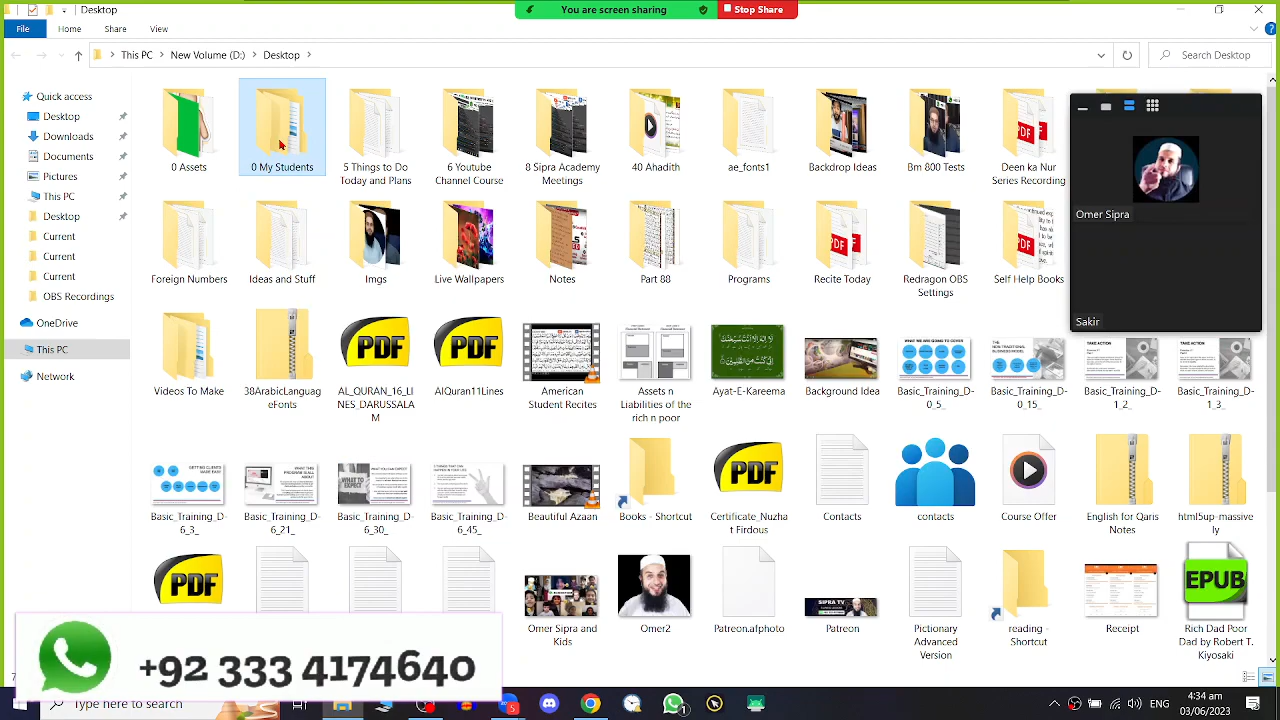 Desktop
You are screen sharing
Stop Share
File
Home
Share
View
This PC
New Volume (D:)
Desktop
Search Desktop
Quick access
Desktop
Downloads
Documents
Pictures
This PC
Desktop
Current
Current
Current
OBS Recordings
OneDrive
This PC
Network
0 Assets
0 My Students
5 Things to Do
Today and Plans
6 Youtube
Channel Course
8 Sipra Academy
Meetings
40 Ahadith
ae_fonts1
Backdrop Ideas
Bm 800 Tests
Deen ka Nur
Series Recording
Omer Sipra
Sakir
Foreign Numbers
Ideas and Stuff
Imgs
Live Wallpapers
Notes
Part 88
Programs
Recite Today
Redragon OBS
Settings
Self Help Books
Videos To Make
38ArabicLanguag
eFonts
AL_QURAN_16_LI
NES_DARUSSALA
M
AlQuran11Lines
American
Student Recites
Assets n
Liabilities of the
rich n poor
Ayat-E-Kareema
Background Idea
Basic_Training_D-
0_5_
Basic_Training_D-
0_15_
Basic_Training_D-
1_2_
Basic_Training_D-
1_3_
Basic_Training_D-
6_3_
Basic_Training_D-
6_21_
Basic_Training_D-
6_30_
Basic_Training_D-
6_45_
Beautiful Azaan
Books - Shortcut
Certificate_Nuzha
t Firdous
Contacts
contacts
Course Offer
English for Qaris
Notes
html5up-massive
ly
PDF
Omer Sipra and
Kids
Omer2
Patreon.afphoto
Patreon
Pictionary
Advanced
Version
reading -
Shortcut
Receipt
EPUB
Rich Dad Poor
Dad by Robert T.
Kiyosaki
+92 333 4174640
Type here to search
4:34 am
03/06/2023